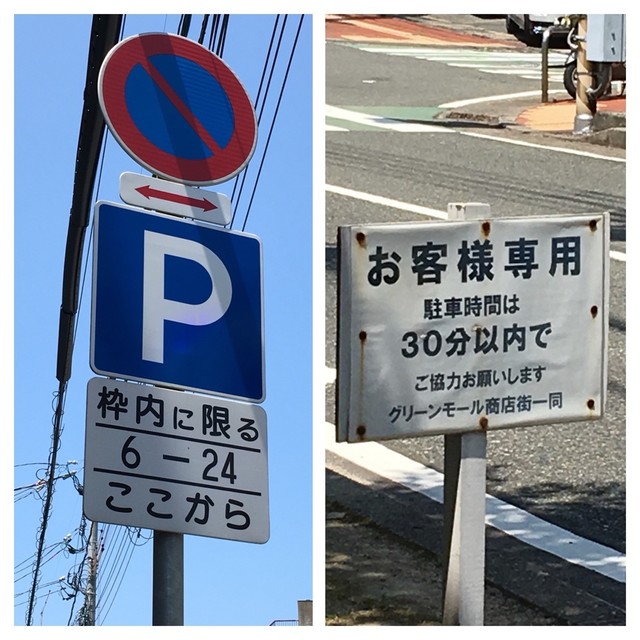 P
枠内に限る
6-24
ここから
お客様専用
駐車時間は
30分以内で
ご協力お願いします
グリーンモール商店街一同